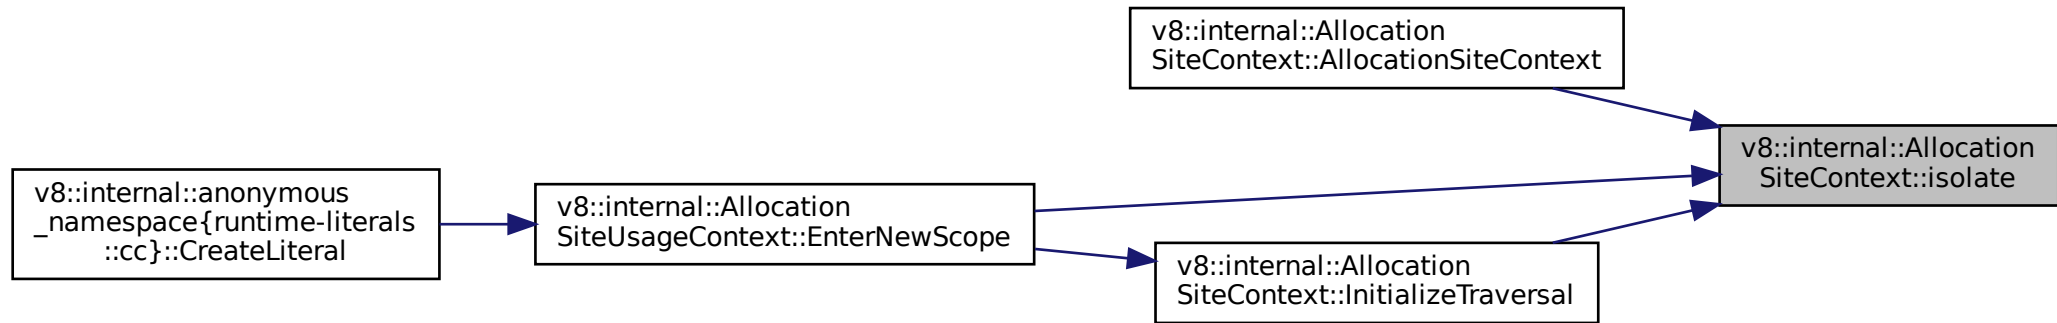 v8::internal::Allocation
SiteContext::AllocationSiteContext
v8::internal::Allocation
SiteContext::isolate
v8::internal::anonymous
_namespace{runtime-literals
::cc}::CreateLiteral
v8::internal::Allocation
SiteUsageContext::EnterNewScope
v8::internal::Allocation
SiteContext::InitializeTraversal